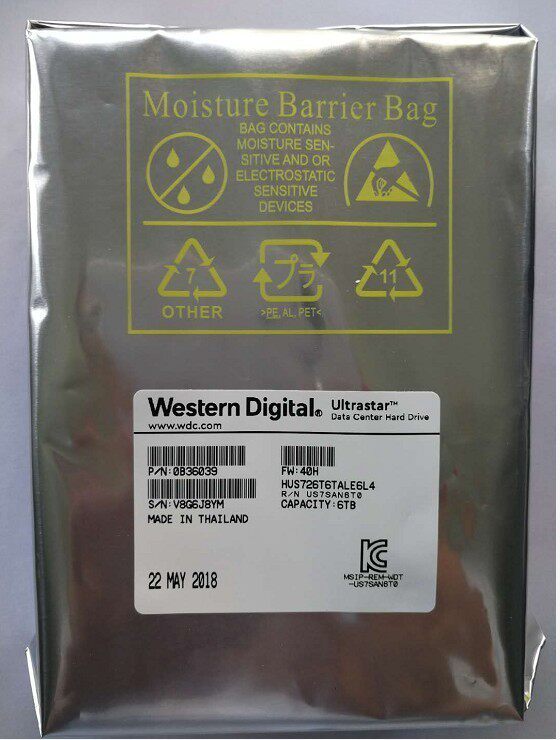 Moisture Barrier Bag
BAG CONTAINS
MOISTURE SEN-
SITIVE AND OR
ELECTROSTATIC
SENSITIVE
DEVICES
7
OTHER
プラ
>PE, AL, PET<
11
Western Digital®
www.wdc.com
Ultrastar™
Data Center Hard Drive
P/N:0B36039
FW:40H
S/N:V8G6J8YM
HUS726T6TALE6L4
R/N US7SAN6T0
MADE IN THAILAND
CAPACITY:6TB
22 MAY 2018
MSIP-REM-WDT
-US7SAN6T0